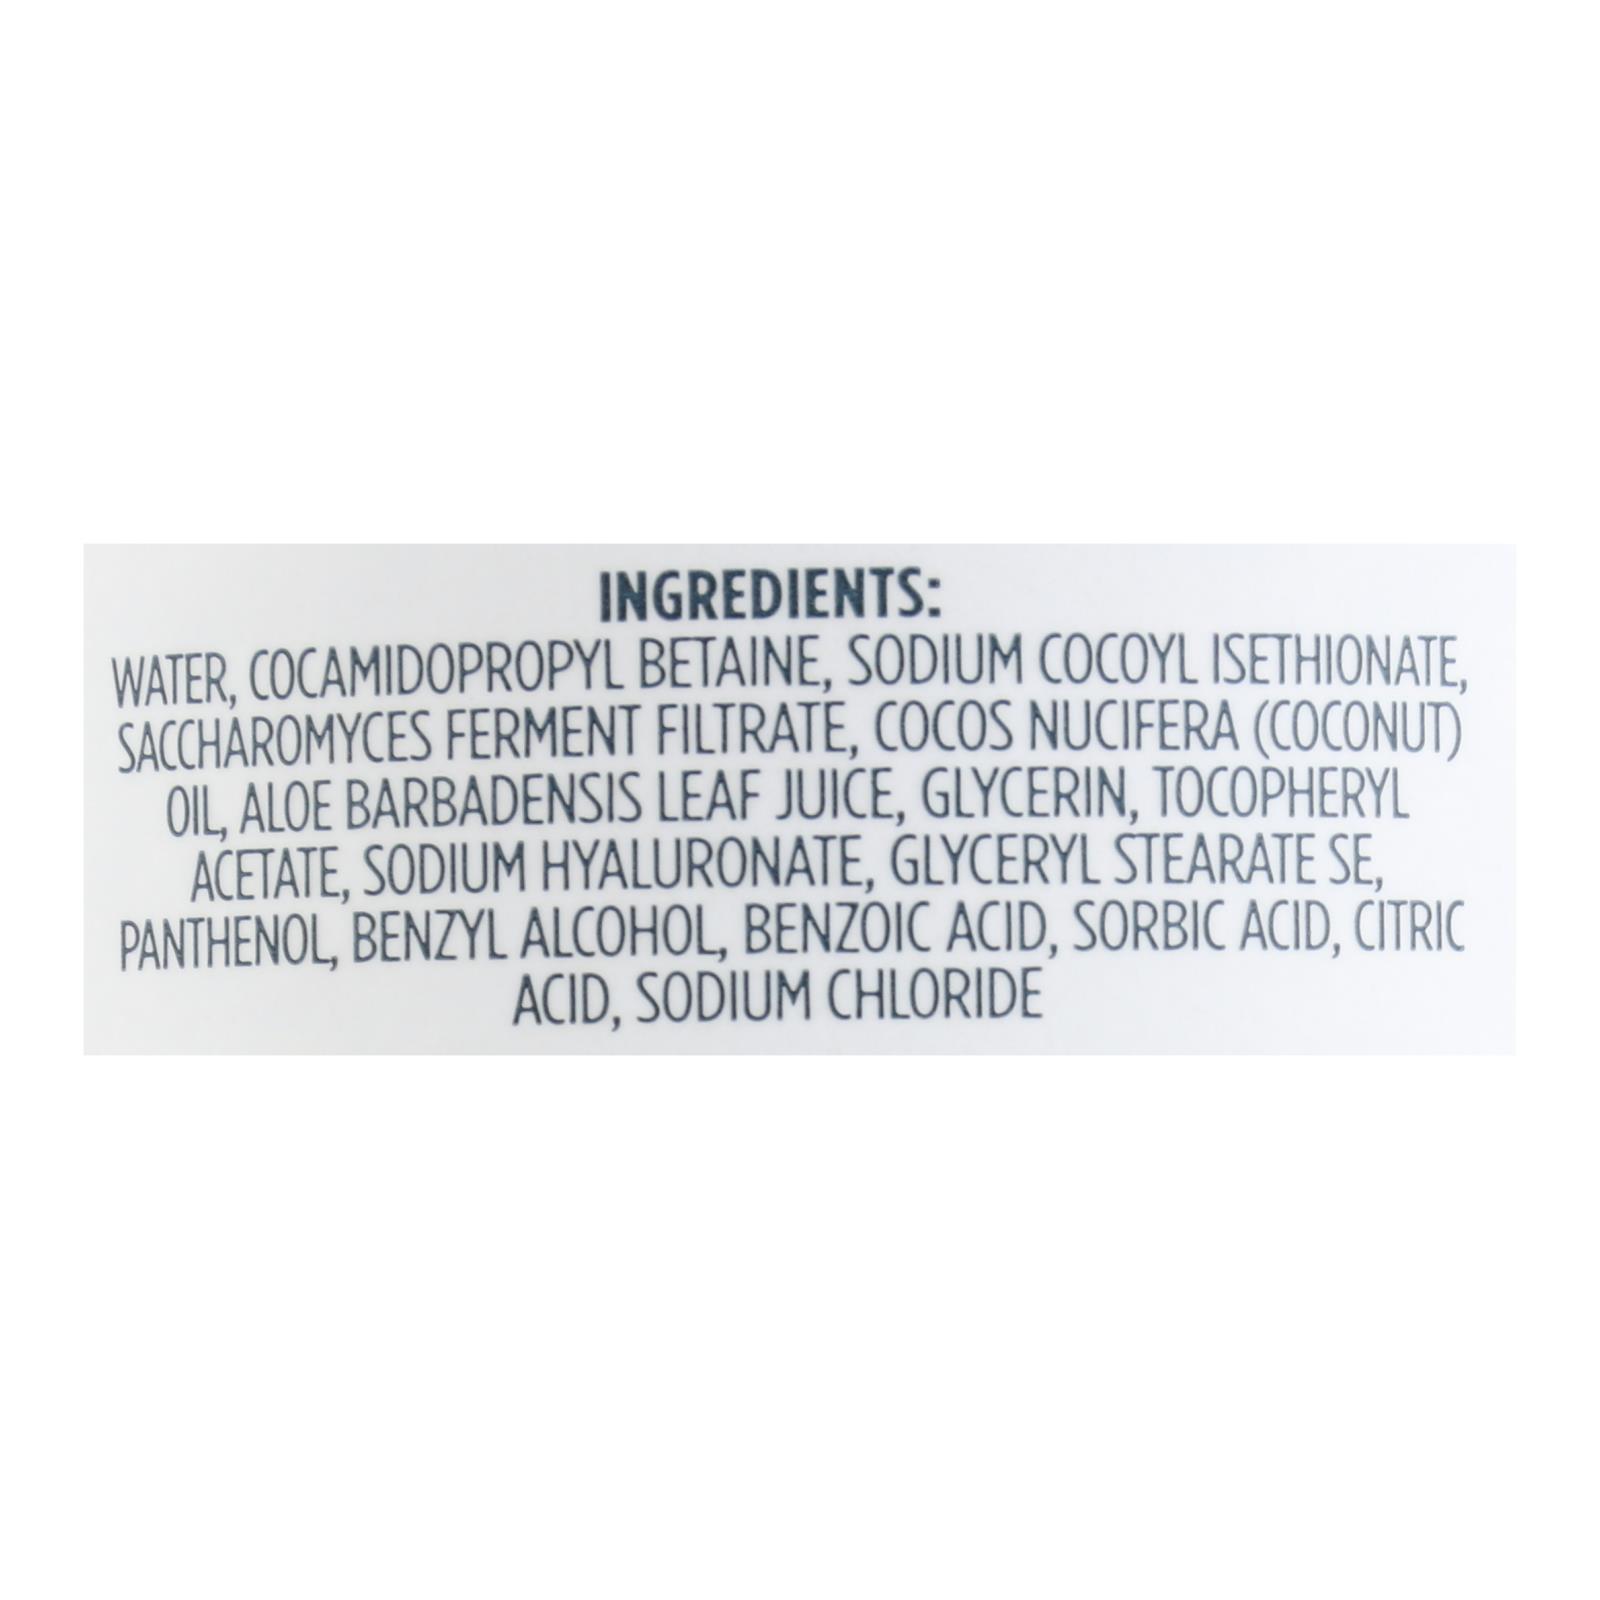 INGREDIENTS:
WATER, COCAMIDOPROPYL BETAINE, SODIUM COCOYL ISETHIONATE,
SACCHAROMYCES FERMENT FILTRATE, COCOS NUCIFERA (COCONUT)
OIL, ALOE BARBADENSIS LEAF JUICE, GLYCERIN, TOCOPHERYL
ACETATE, SODIUM HYALURONATE, GLYCERYL STEARATE SE,
PANTHENOL, BENZYL ALCOHOL, BENZOIC ACID, SORBIC ACID, CITRIC
ACID, SODIUM CHLORIDE